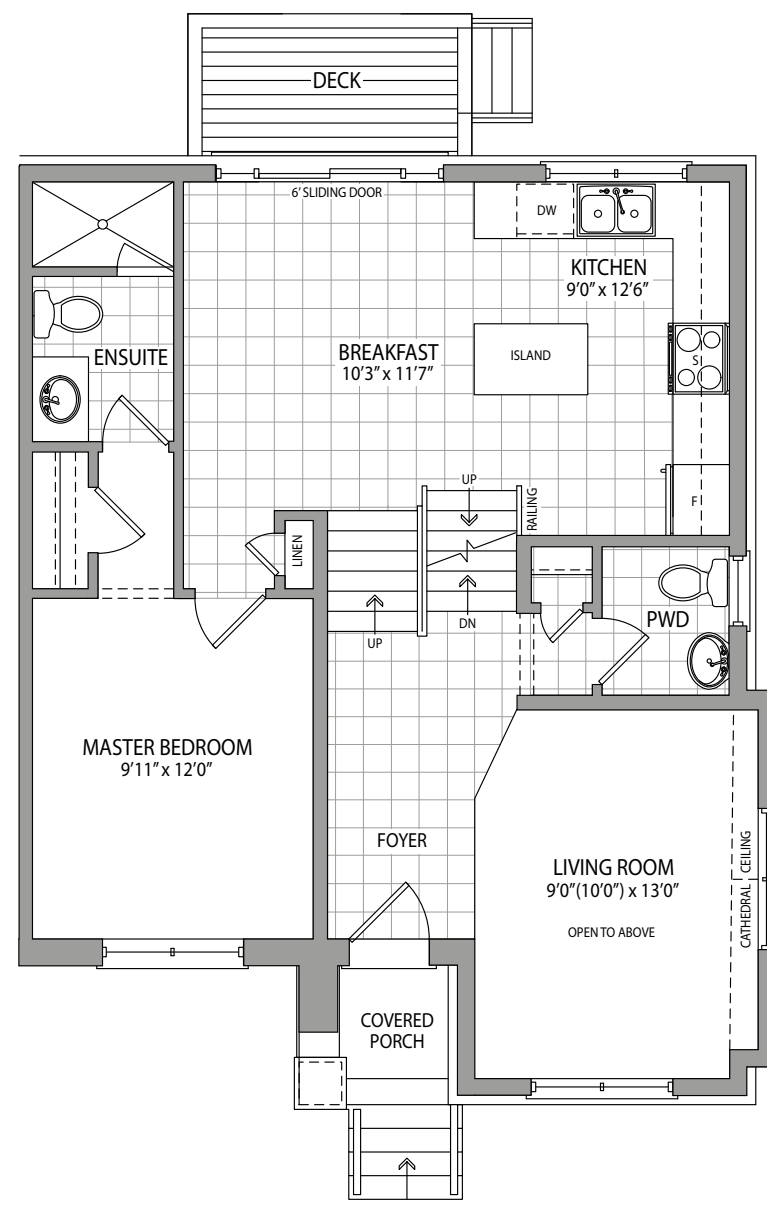 DECK
6' SLIDING DOOR
DW
KITCHEN
9'0" x 12'6"
ENSUITE
BREAKFAST
10'3" x 11'7"
ISLAND
S
UP
RAILING
F
LINEN
UP
DN
PWD
MASTER BEDROOM
9'11" x 12'0"
FOYER
LIVING ROOM
9'0"(10'0") x 13'0"
OPEN TO ABOVE
CATHEDRAL CEILING
COVERED
PORCH